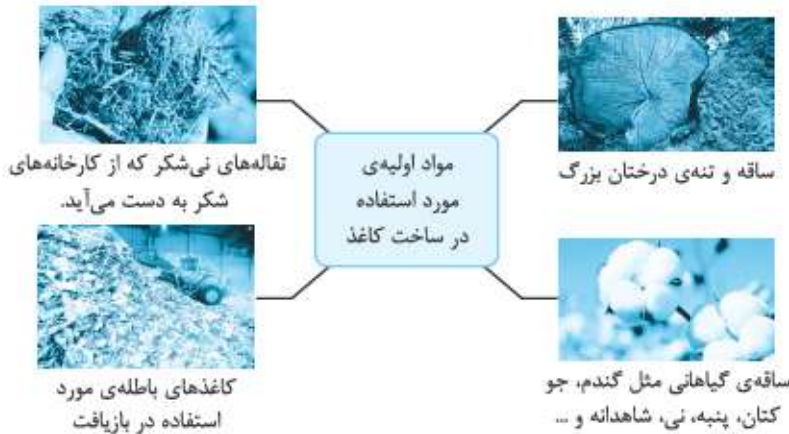 مواد اولیه‌ی
مورد استفاده
در ساخت کاغذ
ساقه و تنه‌ی درختان بزرگ
تفاله‌های نی‌شکر که از کارخانه‌های
شکر به دست می‌آید.
ساقه‌ی گیاهانی مثل گندم، جو
کتان، پنبه، نی، شاهدانه و ...
کاغذهای باطله‌ی مورد
استفاده در بازیافت